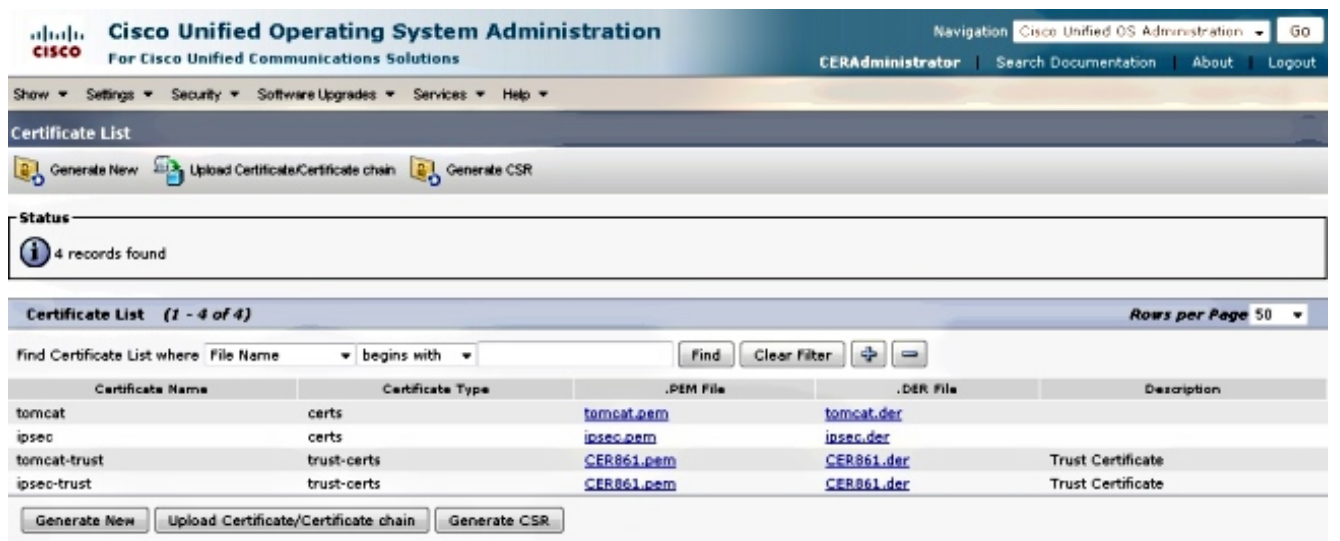 Cisco Unified Operating System Administration
For Cisco Unified Communications Solutions
CISCO
Navigation Cisco Unified OS Administration Go
CERAdministrator Search Documentation About Logout
Show Settings Security Software Upgrades Services Help
Certificate List
Generate New Upload Certificate/Certificate chain Generate CSR
Status
4 records found
Certificate List (1 - 4 of 4) Rows per Page 50
Find Certificate List where File Name begins with Find Clear Filter
Certificate Name Certificate Type .PEM File .DER File Description
tomcat certs tomcat.pem tomcat.der
ipsec certs ipsec.pem ipsec.der
tomcat-trust trust-certs CER861.pem CER861.der Trust Certificate
ipsec-trust trust-certs CER861.pem CER861.der Trust Certificate
Generate New Upload Certificate/Certificate chain Generate CSR